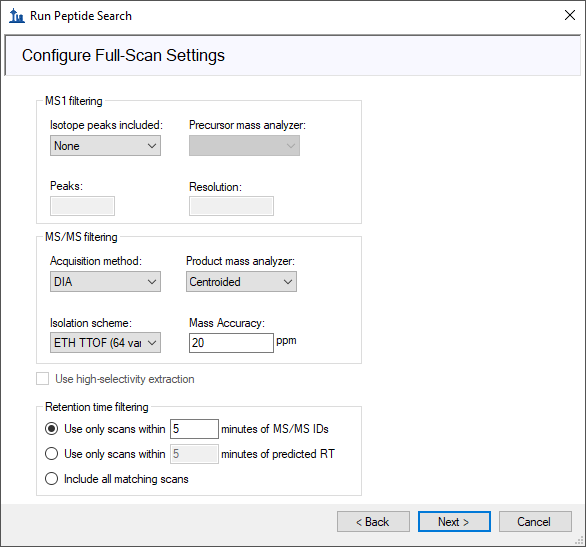 Run Peptide Search
Configure Full-Scan Settings
MS1 filtering
Isotope peaks included: Precursor mass analyzer:
None
Peaks: Resolution:
MS/MS filtering
Acquisition method: Product mass analyzer:
DIA Centroided
Isolation scheme: Mass Accuracy:
ETH TTOF (64 var 20 ppm
Use high-selectivity extraction
Retention time filtering
Use only scans within 5 minutes of MS/MS IDs
Use only scans within 5 minutes of predicted RT
Include all matching scans
< Back Next > Cancel